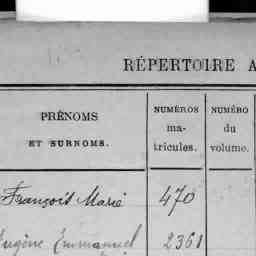 RÉPERTOIRE A
PRÉNOMS
ET SURNOMS.
NUMÉROS
ma-
tricules.
NUMÉRO
du
volume.
François Marie 470
Eugène Emmanuel 2361